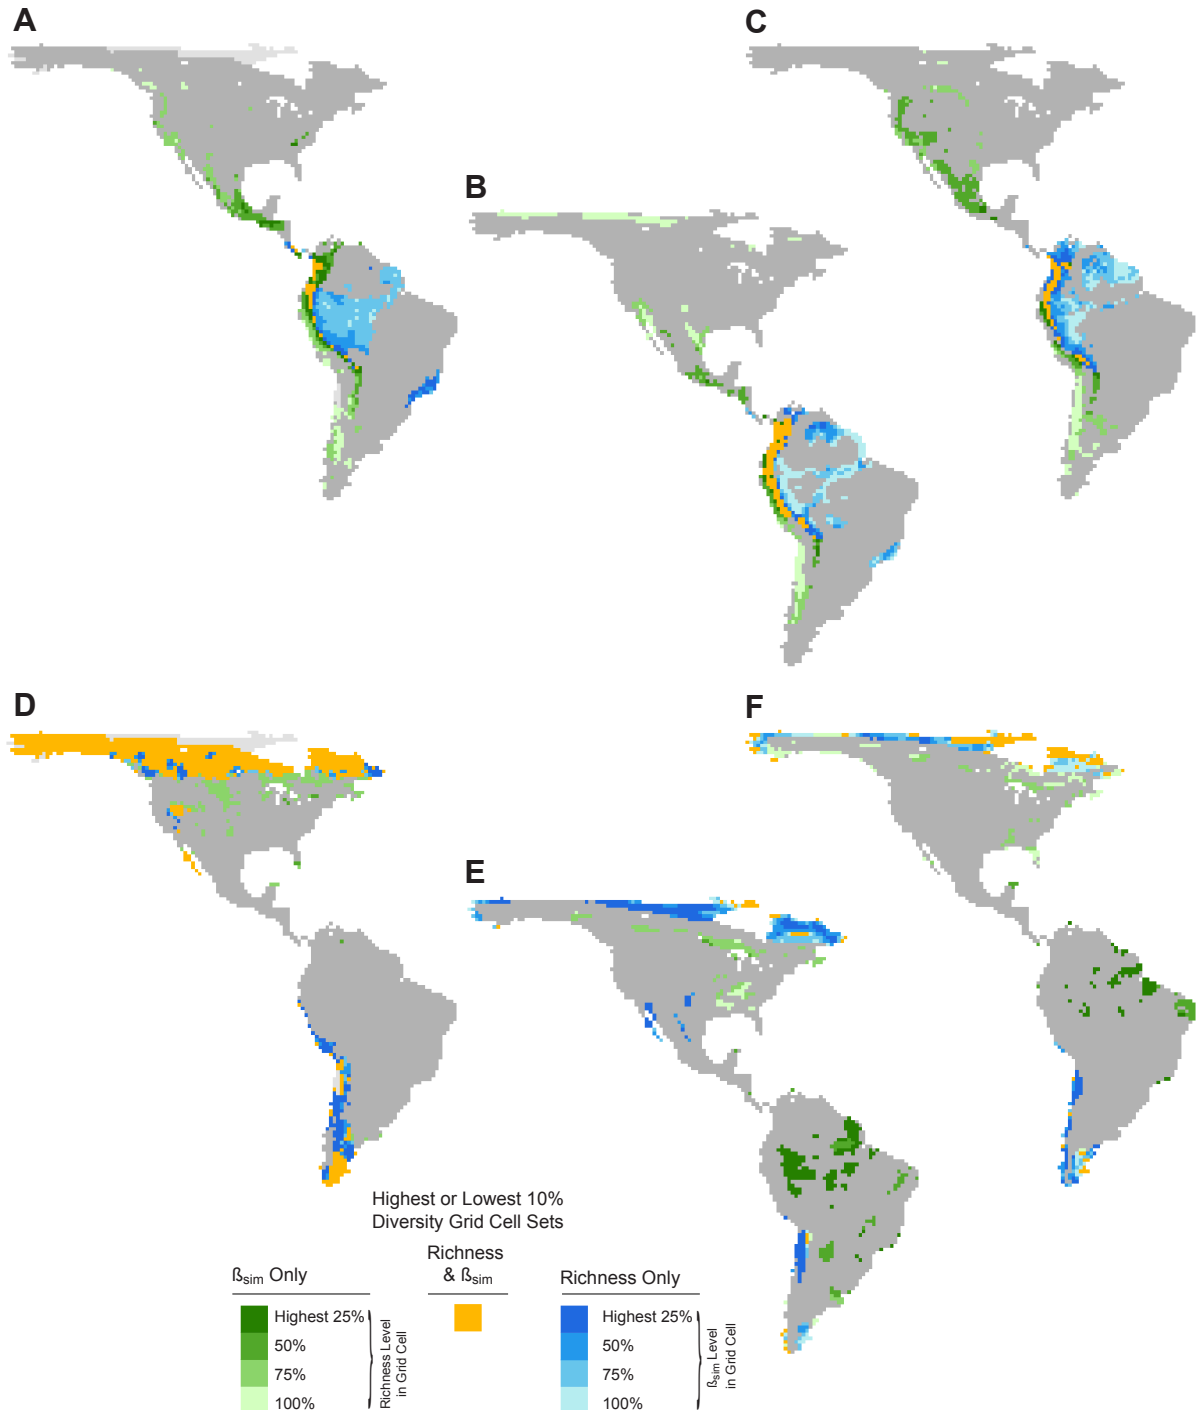 A
C
B
D
F
E
Highest or Lowest 10%
Diversity Grid Cell Sets
ßsim Only
Richness
& ßsim
Richness Only
Highest 25%
50%
75%
100%
Richness Level
in Grid Cell
Highest 25%
50%
75%
100%
ßsim Level
in Grid Cell